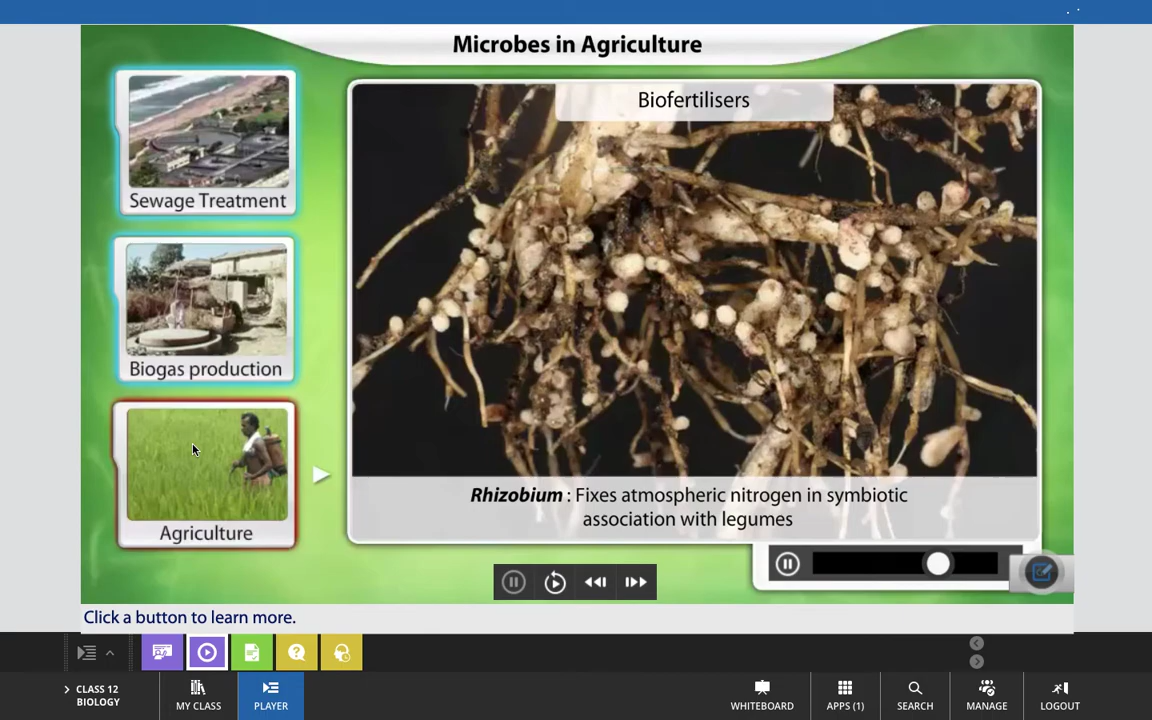 Microbes in Agriculture
Biofertilisers
Sewage Treatment
Biogas production
Agriculture
Rhizobium : Fixes atmospheric nitrogen in symbiotic
association with legumes
Click a button to learn more.
CLASS 12
BIOLOGY
MY CLASS
PLAYER
WHITEBOARD
APPS (1)
SEARCH
MANAGE
LOGOUT